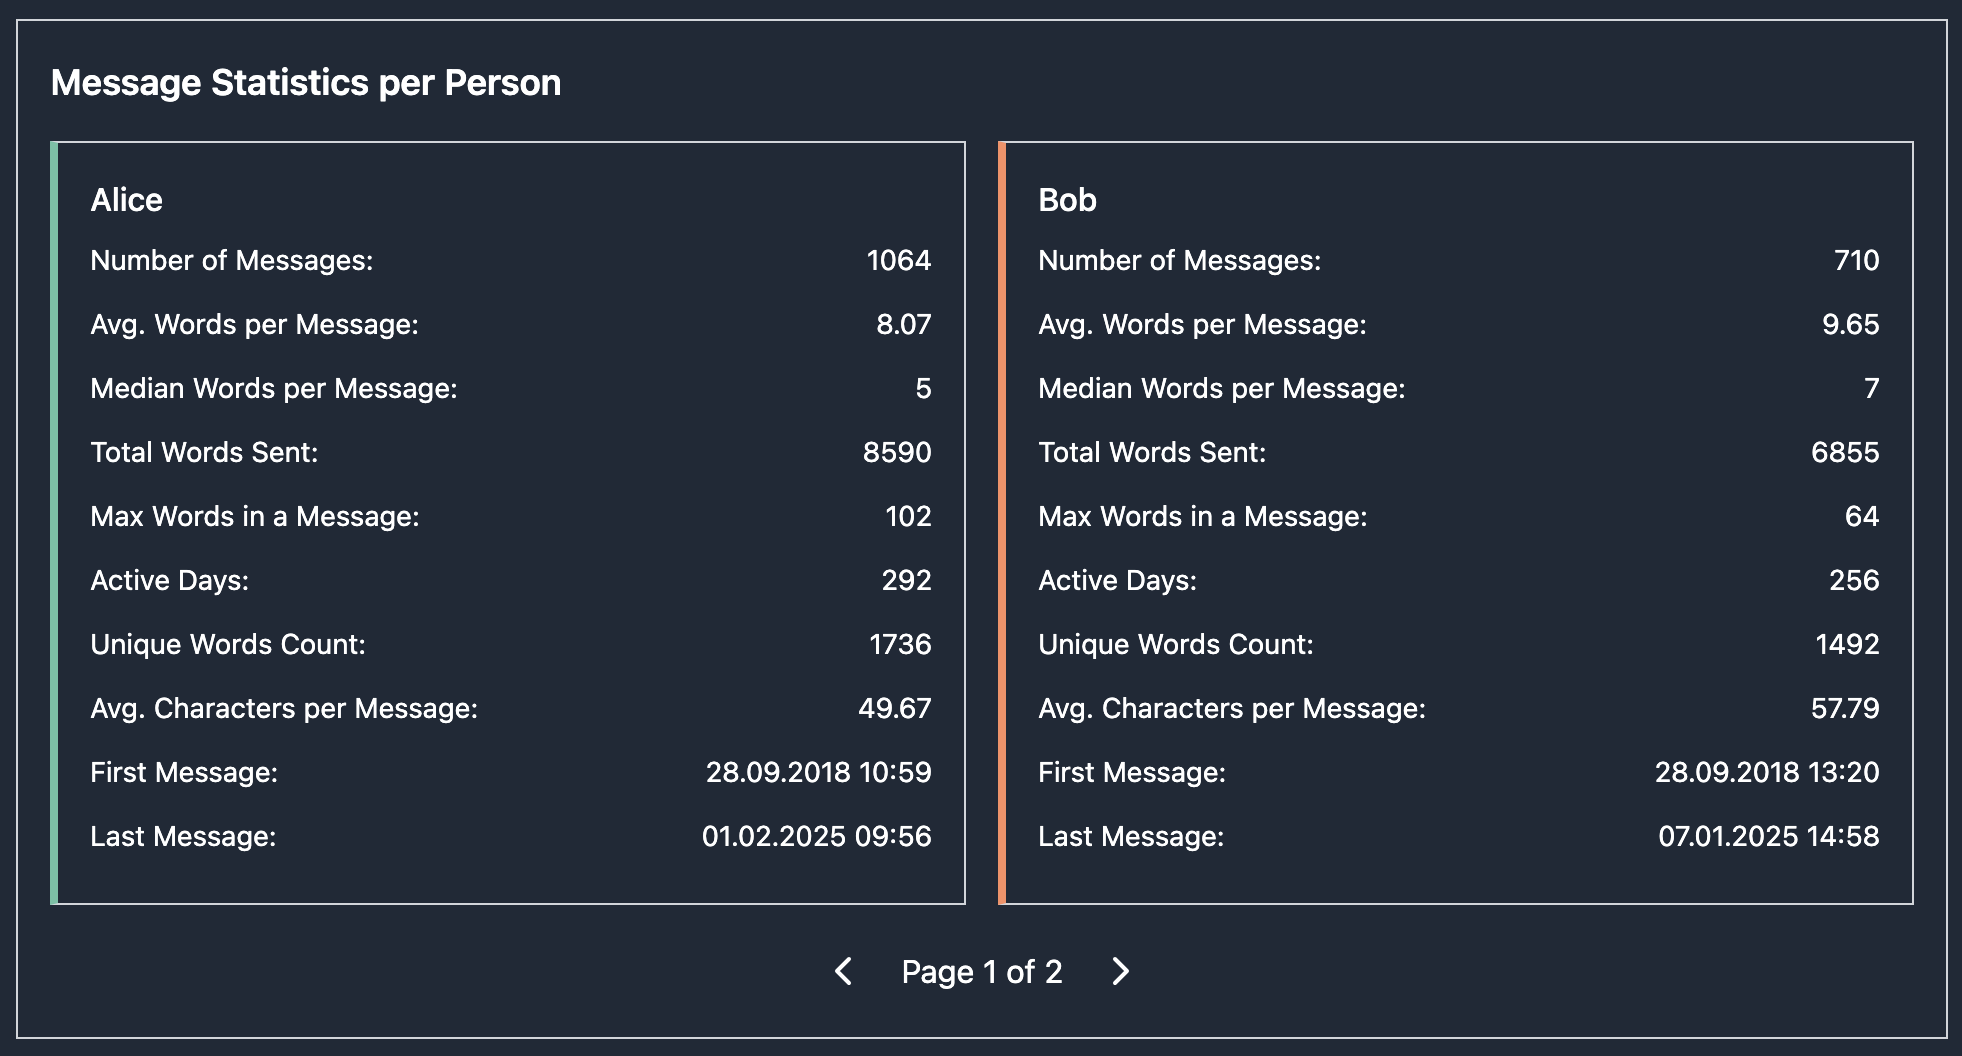 Message Statistics per Person
Alice
Number of Messages: 1064
Avg. Words per Message: 8.07
Median Words per Message: 5
Total Words Sent: 8590
Max Words in a Message: 102
Active Days: 292
Unique Words Count: 1736
Avg. Characters per Message: 49.67
First Message: 28.09.2018 10:59
Last Message: 01.02.2025 09:56
Bob
Number of Messages: 710
Avg. Words per Message: 9.65
Median Words per Message: 7
Total Words Sent: 6855
Max Words in a Message: 64
Active Days: 256
Unique Words Count: 1492
Avg. Characters per Message: 57.79
First Message: 28.09.2018 13:20
Last Message: 07.01.2025 14:58
Page 1 of 2